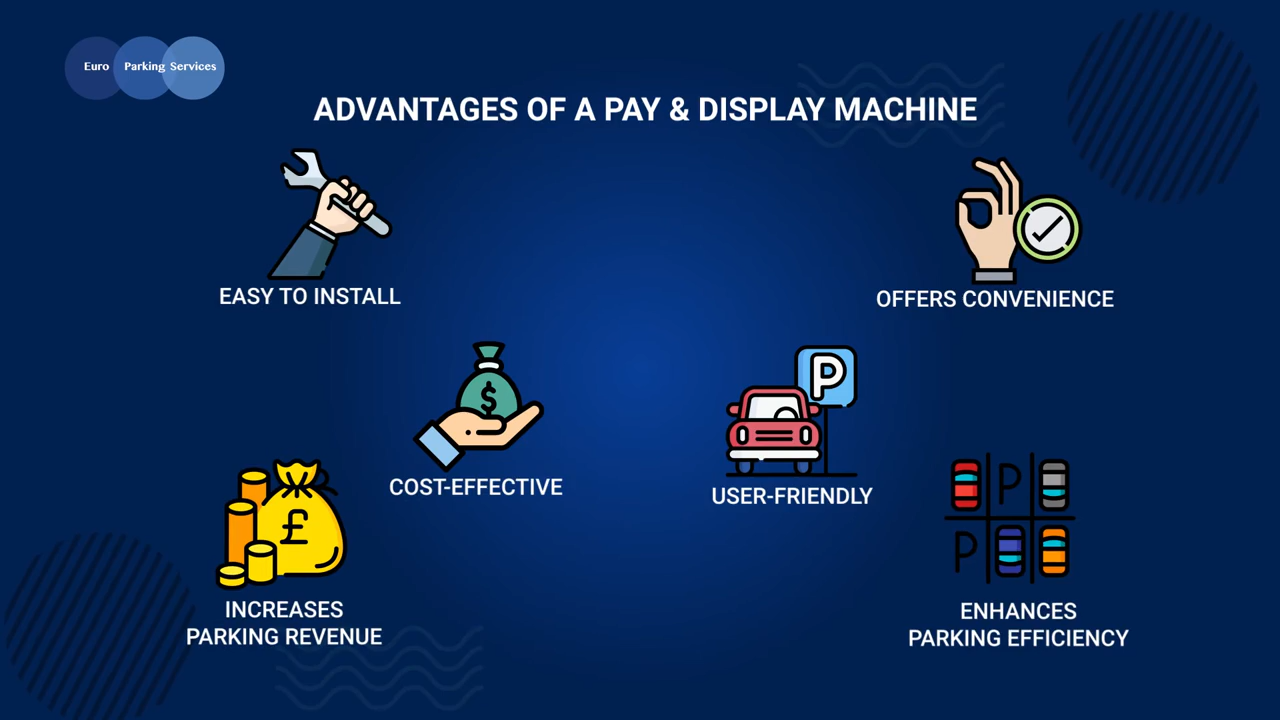 Euro Parking Services
ADVANTAGES OF A PAY & DISPLAY MACHINE
EASY TO INSTALL
OFFERS CONVENIENCE
$
P
COST-EFFECTIVE
USER-FRIENDLY
£
P
P
INCREASES
PARKING REVENUE
ENHANCES
PARKING EFFICIENCY